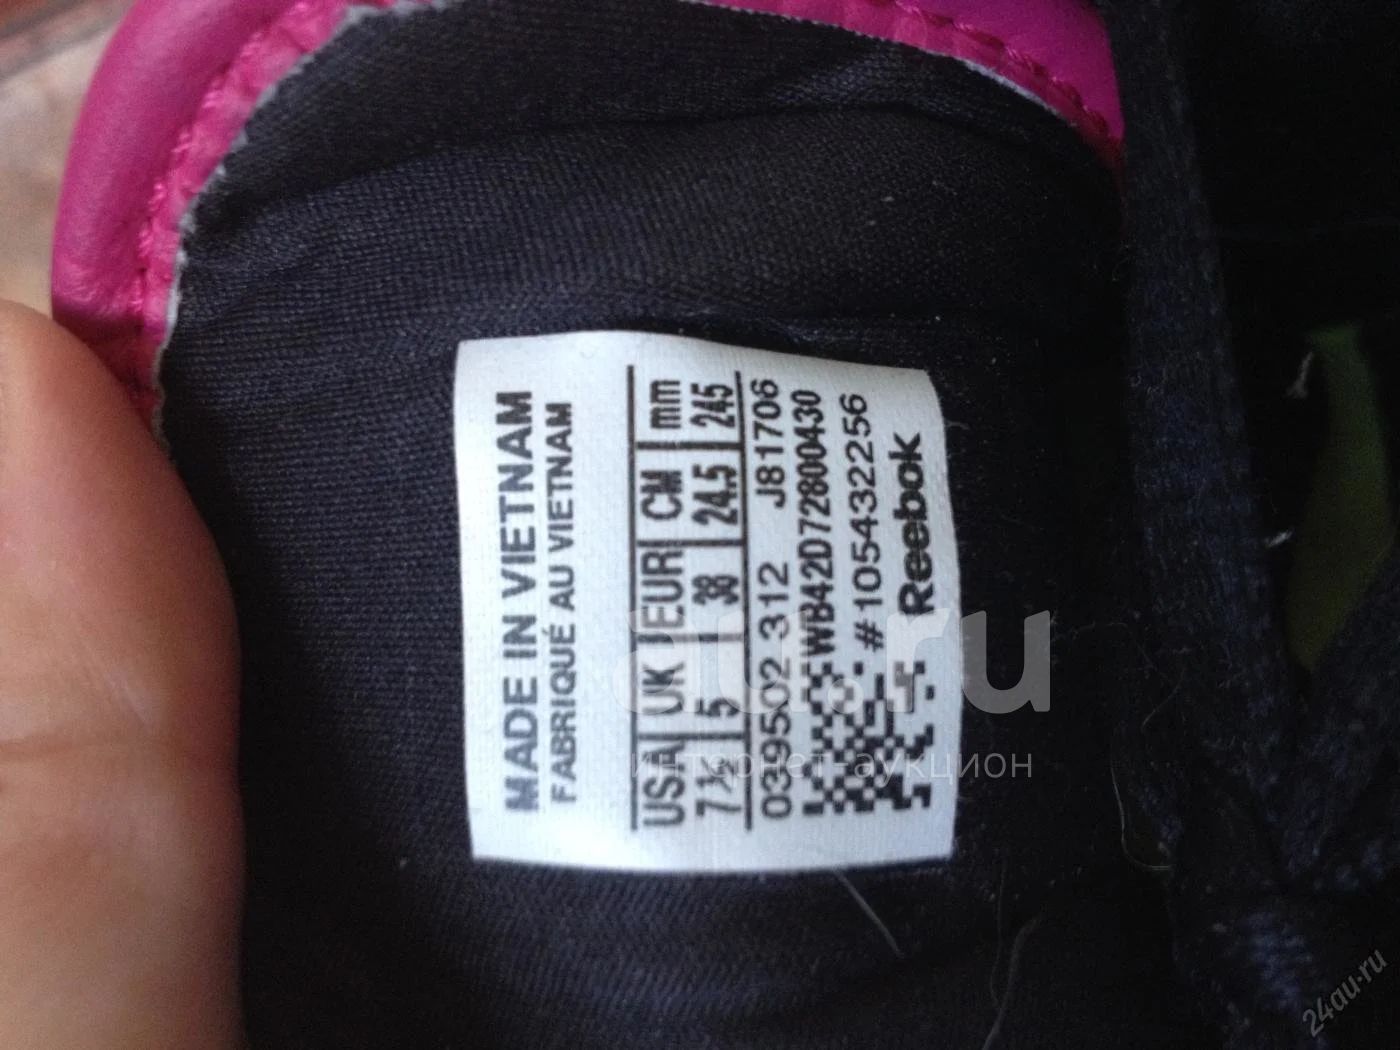 MADE IN VIETNAM
FABRIQUÉ AU VIETNAM
USA UK EUR CM mm
7½ 5 38 24.5 245
039502 312 J81706
WB42D72800430
#105432256
Reebok
au.ru
интернет-аукцион
24au.ru